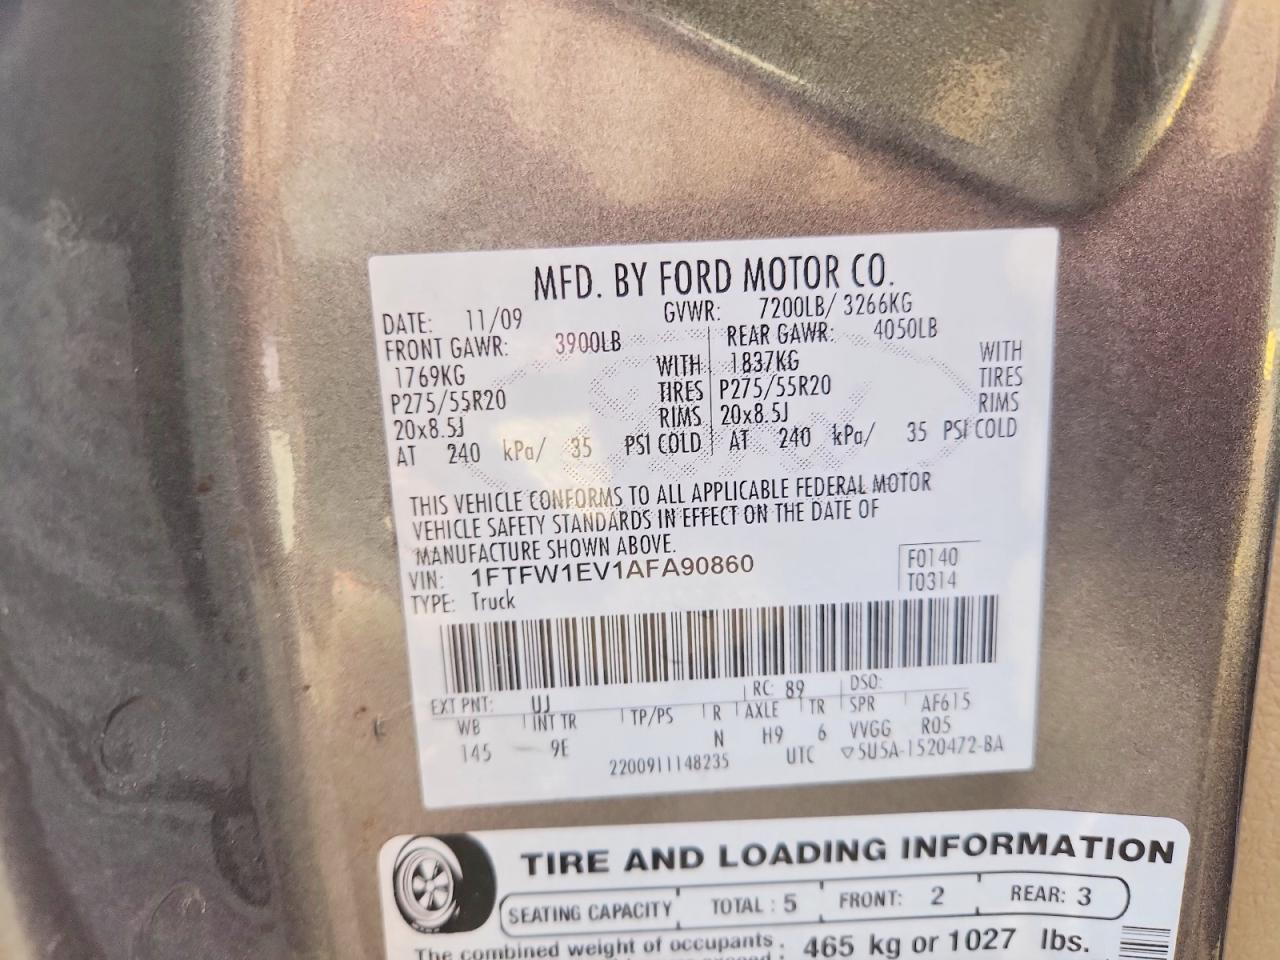 MFD. BY FORD MOTOR CO.
DATE: 11/09 GVWR: 7200LB/ 3266KG
FRONT GAWR: 3900LB REAR GAWR: 4050LB
1769KG WITH 1837KG WITH
P275/55R20 TIRES P275/55R20 TIRES
20x8.5J RIMS 20x8.5J RIMS
AT 240 kPa/ 35 PSI COLD AT 240 kPa/ 35 PSI COLD
THIS VEHICLE CONFORMS TO ALL APPLICABLE FEDERAL MOTOR
VEHICLE SAFETY STANDARDS IN EFFECT ON THE DATE OF
MANUFACTURE SHOWN ABOVE.
VIN: 1FTFW1EV1AFA90860 F0140
TYPE: Truck T0314
EXT PNT: UJ RC: 89 DSO:
WB INT TR TP/PS R AXLE TR SPR AF615
145 9E N H9 6 VVGG R05
2200911148235 UTC ▽5U5A-1520472-BA
TIRE AND LOADING INFORMATION
SEATING CAPACITY TOTAL : 5 FRONT: 2 REAR: 3
The combined weight of occupants 465 kg or 1027 lbs.